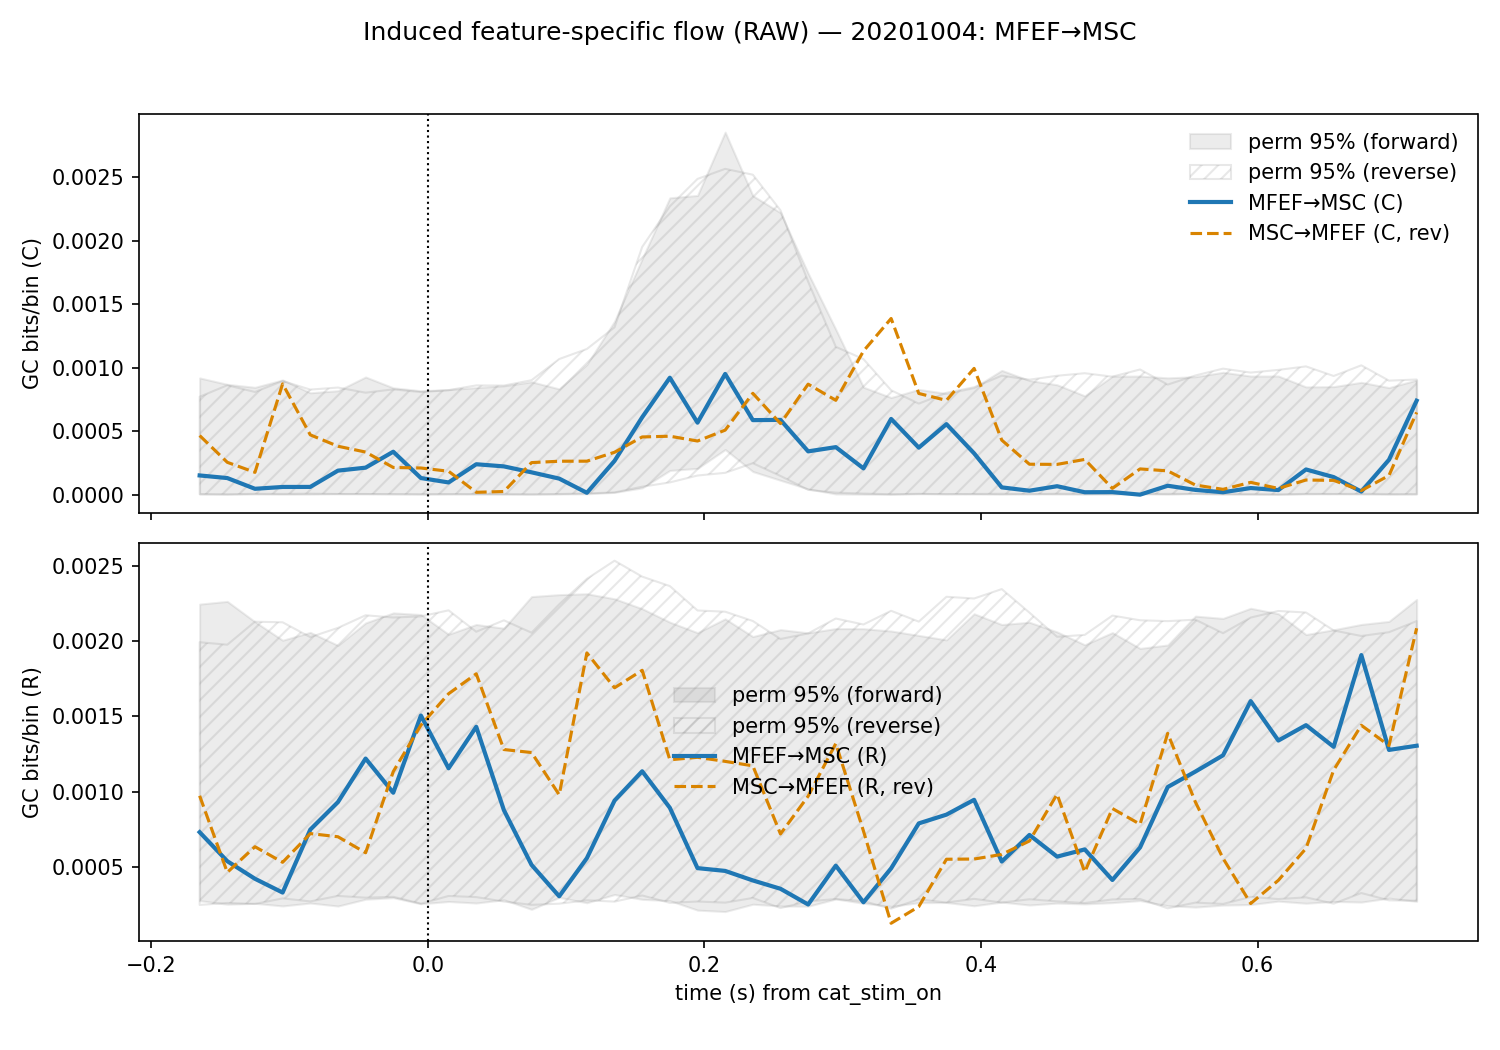 Induced feature-specific flow (RAW) — 20201004: MFEF→MSC
GC bits/bin (C)
0.0025
0.0020
0.0015
0.0010
0.0005
0.0000
perm 95% (forward)
perm 95% (reverse)
MFEF→MSC (C)
MSC→MFEF (C, rev)
GC bits/bin (R)
0.0025
0.0020
0.0015
0.0010
0.0005
perm 95% (forward)
perm 95% (reverse)
MFEF→MSC (R)
MSC→MFEF (R, rev)
−0.2 0.0 0.2 0.4 0.6
time (s) from cat_stim_on